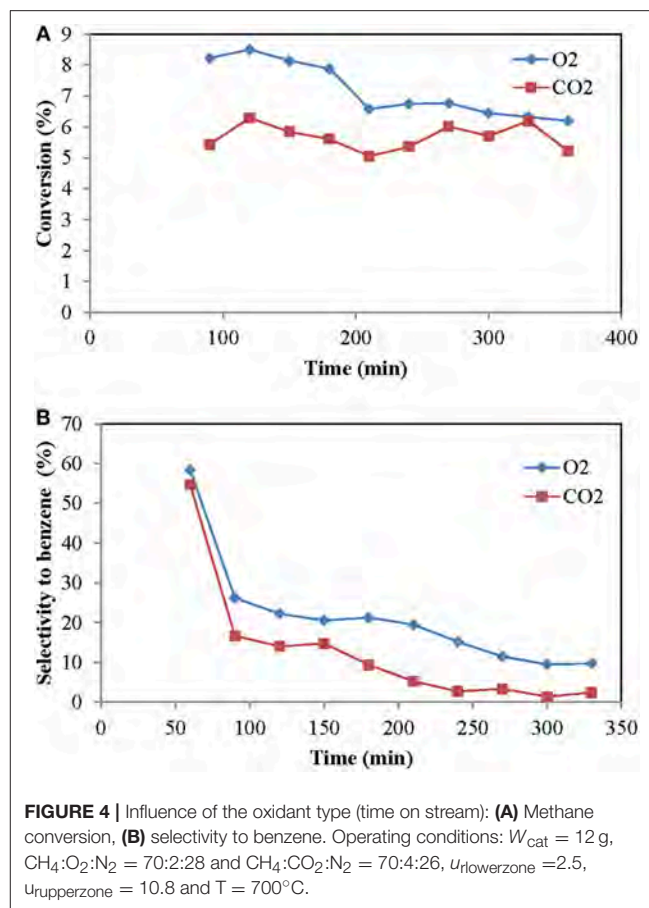 A
9
8
7
6
5
4
3
2
1
0
Conversion (%)
O2
CO2
0 100 200 300 400
Time (min)
B
70
60
50
40
30
20
10
0
Selectivity to benzene (%)
O2
CO2
0 50 100 150 200 250 300 350
Time (min)
FIGURE 4 | Influence of the oxidant type (time on stream): (A) Methane
conversion, (B) selectivity to benzene. Operating conditions: Wcat = 12 g,
CH4:O2:N2 = 70:2:28 and CH4:CO2:N2 = 70:4:26, urlowerzone =2.5,
urupperzone = 10.8 and T = 700°C.